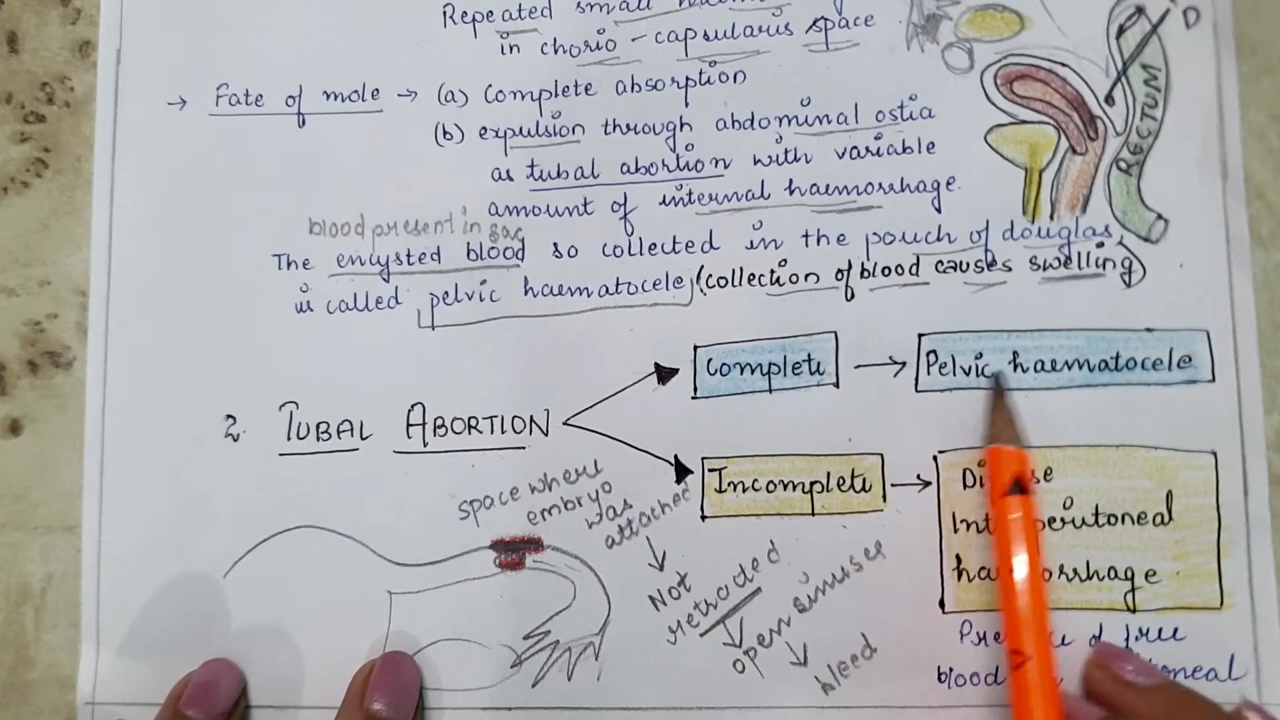 Repeated small
in chorio-capsularis space
D
→ Fate of mole → (a) Complete absorption
(b) expulsion through abdominal ostia
as tubal abortion with variable
amount of internal haemorrhage.
RECTUM
blood present in sac
The encysted blood so collected in the pouch of douglas,
is called pelvic haematocele, (collection of blood causes swelling)
2. TUBAL ABORTION
Complete → Pelvic haematocele
Incomplete →
peritoneal
space where
embryo
was
attached
Not
retracted
open sinuses
bleed
free
blood